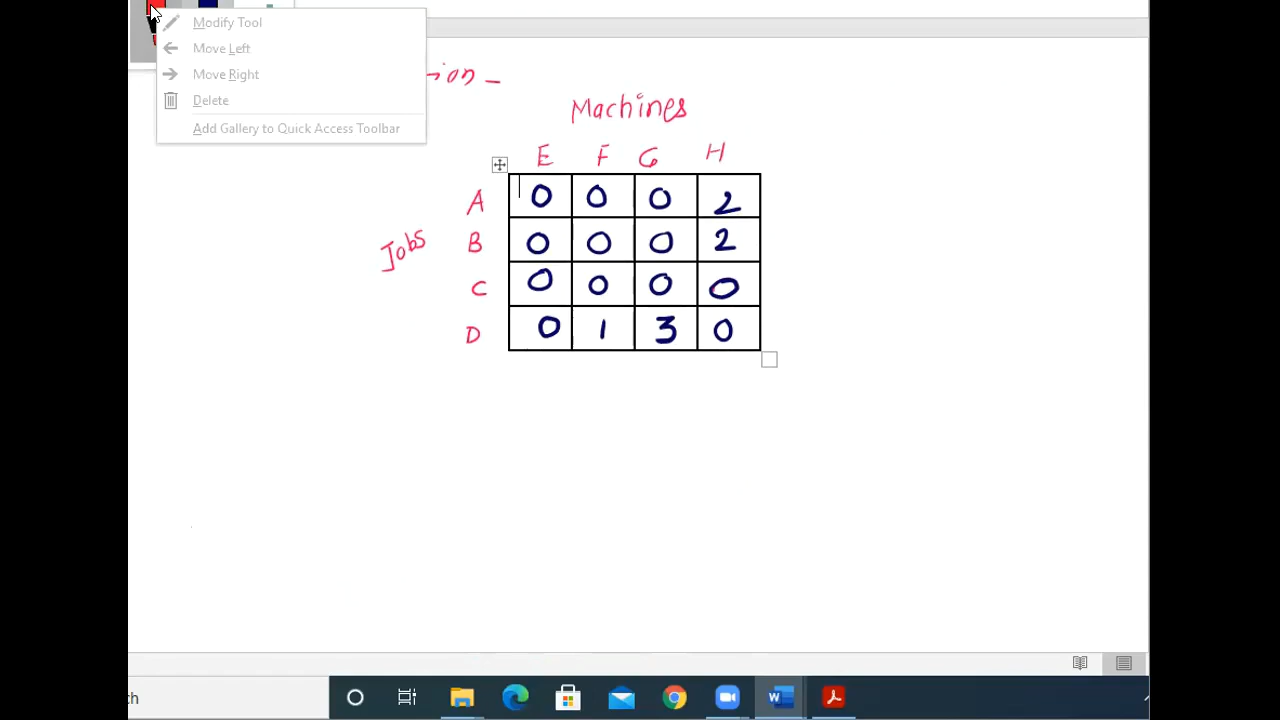 Modify Tool
Move Left
Move Right
Delete
Add Gallery to Quick Access Toolbar
Machines
E F G H
A 0 0 0 2
Jobs B 0 0 0 2
C 0 0 0 0
D 0 1 3 0